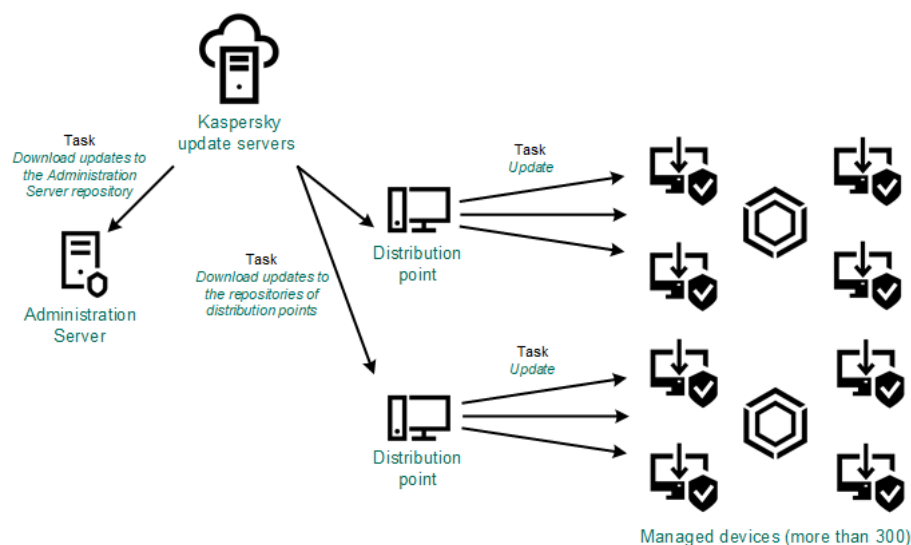 Kaspersky
update servers
Task
Download updates to
the Administration
Server repository
Administration
Server
Task
Download updates to
the repositories of
distribution points
Distribution
point
Task
Update
Distribution
point
Task
Update
Managed devices (more than 300)